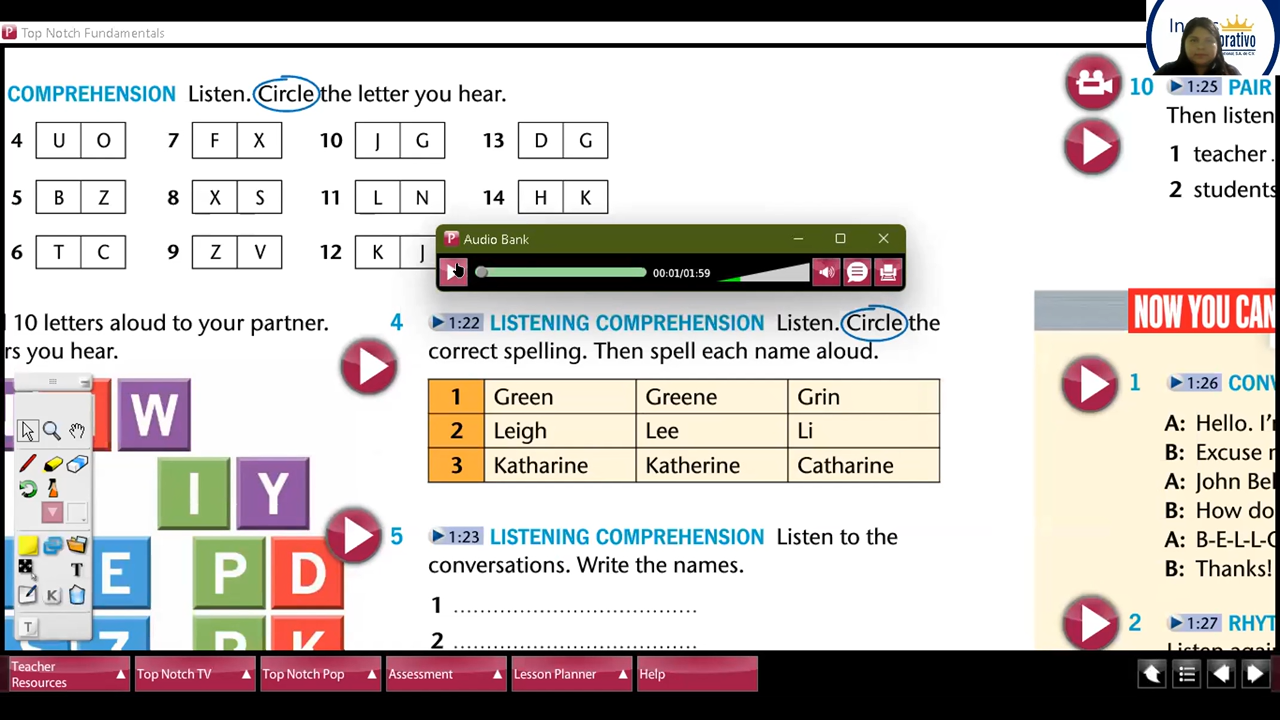 Top Notch Fundamentals
COMPREHENSION Listen. Circle the letter you hear.
4 U O 7 F X 10 J G 13 D G
5 B Z 8 X S 11 L N 14 H K
6 T C 9 Z V 12 K J
10 letters aloud to your partner.
rs you hear.
W
I Y
E P D
Z P K
Audio Bank
00:01/01:59
4 1:22 LISTENING COMPREHENSION Listen. Circle the
correct spelling. Then spell each name aloud.
1 Green Greene Grin
2 Leigh Lee Li
3 Katharine Katherine Catharine
5 1:23 LISTENING COMPREHENSION Listen to the
conversations. Write the names.
1
2
10 1:25 PAIR
Then listen
1 teacher
2 students
NOW YOU CAN
1 1:26 CONV
A: Hello. I'm
B: Excuse
A: John Bel
B: How do
A: B-E-L-L-
B: Thanks!
2 1:27 RHYT
Listen again
T
K
T
Teacher Resources
Top Notch TV
Top Notch Pop
Assessment
Lesson Planner
Help